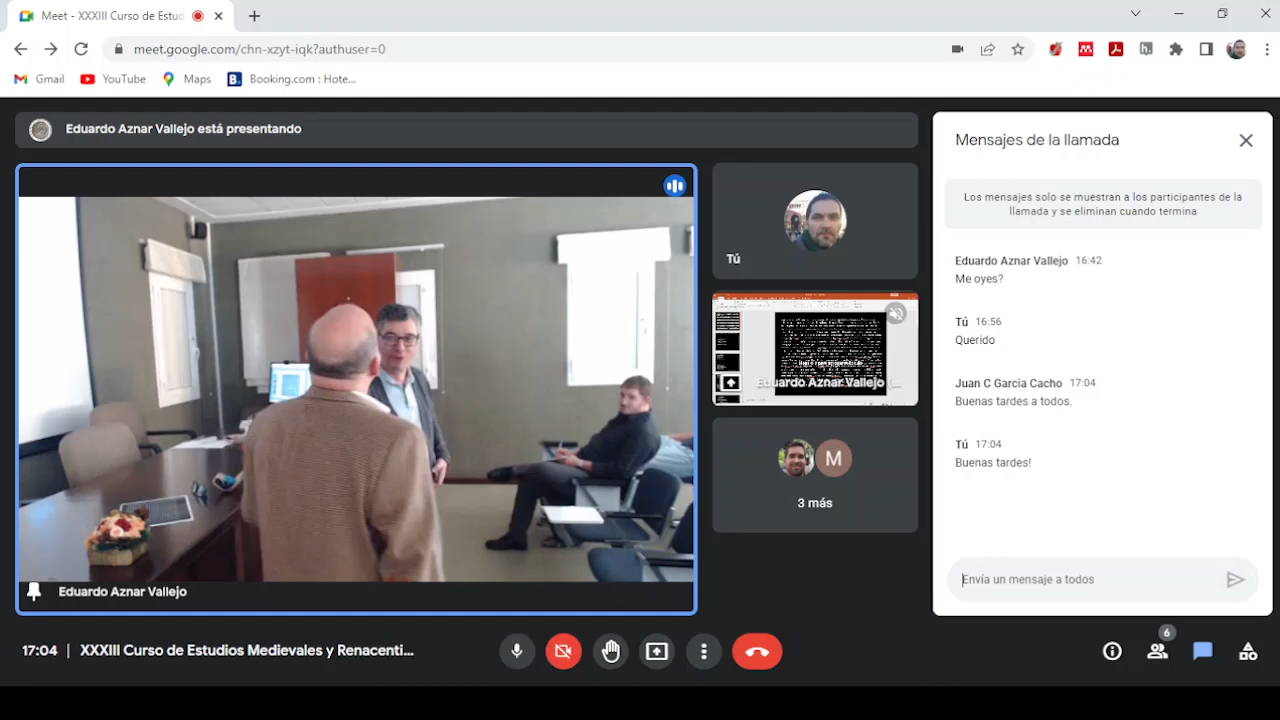 Meet - XXXIII Curso de Estu
meet.google.com/chn-xzyt-iqk?authuser=0
Gmail
YouTube
Maps
B.
Booking.com : Hote...
Eduardo Aznar Vallejo está presentando
Eduardo Aznar Vallejo
Tú
Eduardo Aznar Vallejo (...
M
3 más
Mensajes de la llamada
Los mensajes solo se muestran a los participantes de la
llamada y se eliminan cuando termina
Eduardo Aznar Vallejo 16:42
Me oyes?
Tú 16:56
Querido
Juan C Garcia Cacho 17:04
Buenas tardes a todos.
Tú 17:04
Buenas tardes!
Envía un mensaje a todos
17:04 | XXXIII Curso de Estudios Medievales y Renacenti...
6